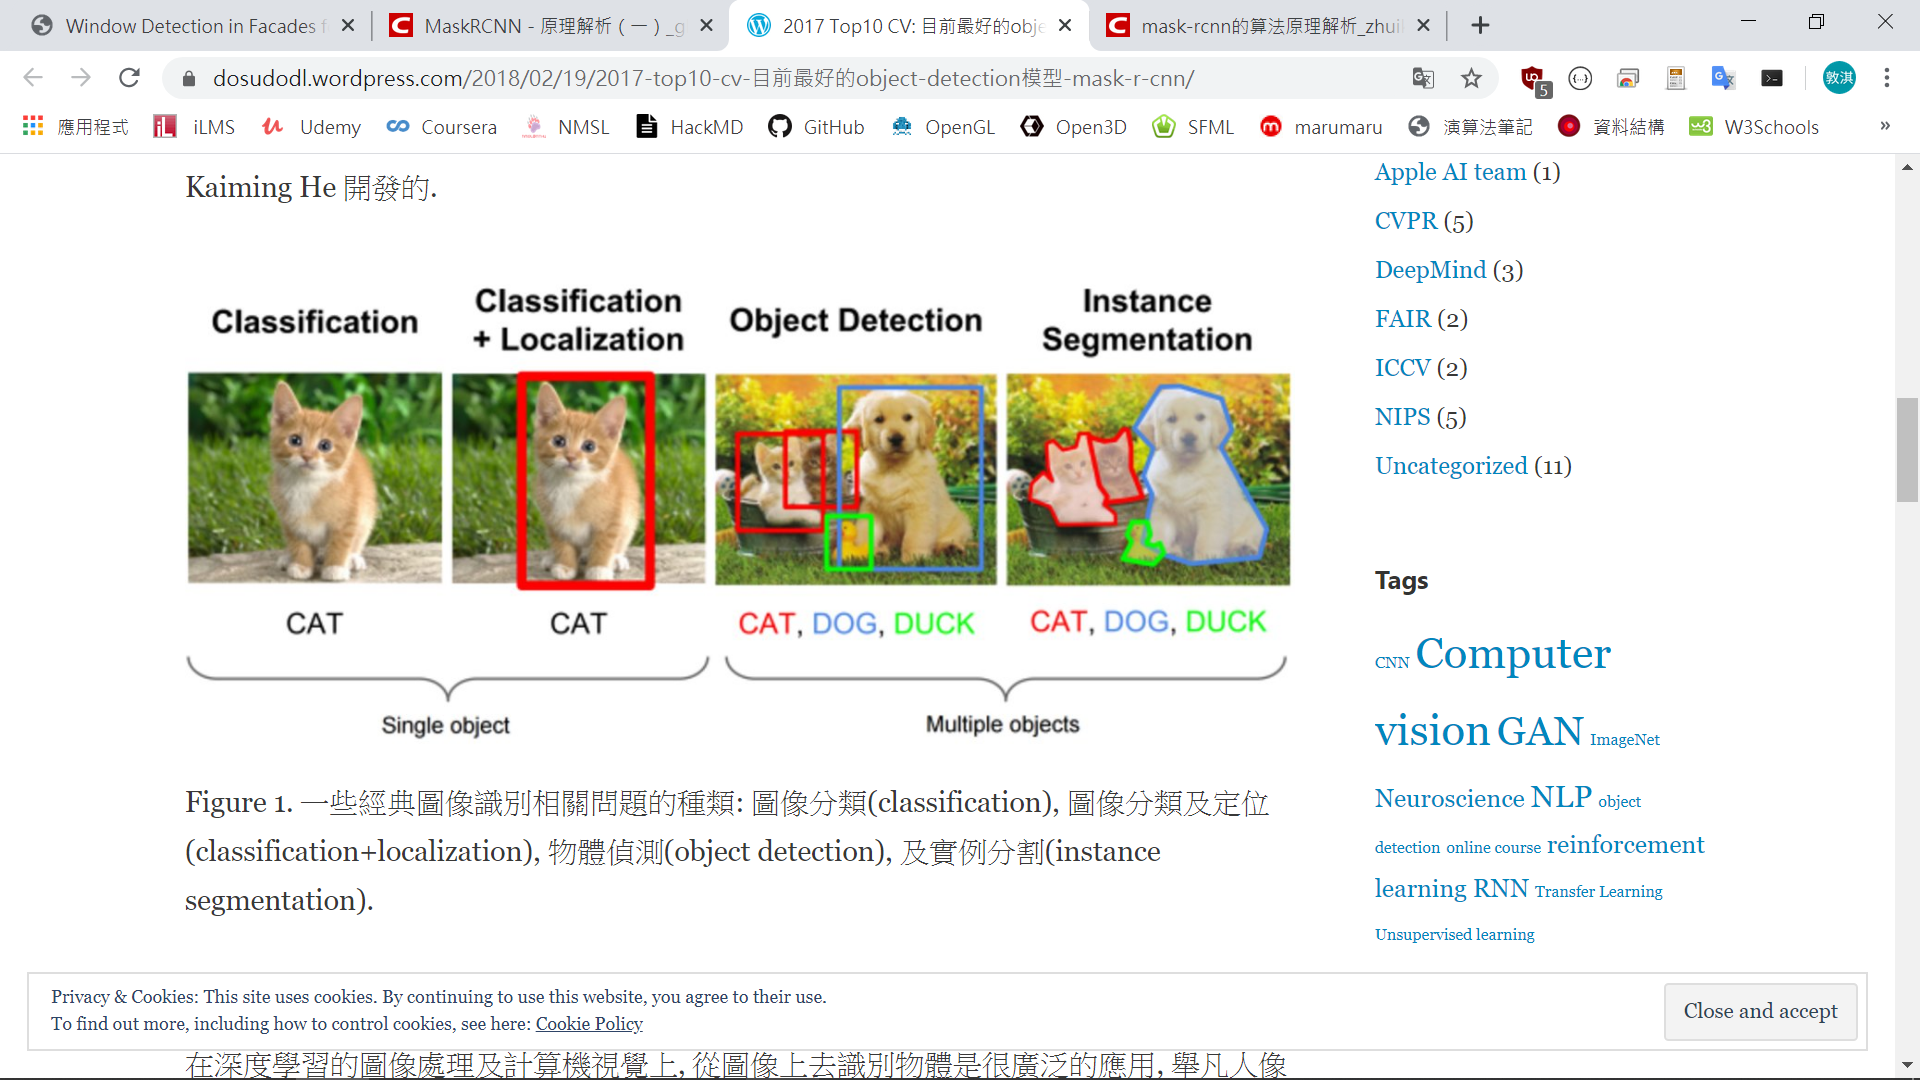 Window Detection in Facades f
MaskRCNN - 原理解析 ( 一 ) _g
2017 Top10 CV: 目前最好的obje
mask-rcnn的算法原理解析_zhuil
dosudodl.wordpress.com/2018/02/19/2017-top10-cv-目前最好的object-detection模型-mask-r-cnn/
5
敦淇
應用程式
iLMS
Udemy
Coursera
NMSL
HackMD
GitHub
OpenGL
Open3D
SFML
marumaru
演算法筆記
資料結構
W3Schools
»
Kaiming He 開發的.
Classification
Classification
+ Localization
Object Detection
Instance
Segmentation
CAT
CAT
CAT, DOG, DUCK
CAT, DOG, DUCK
Single object
Multiple objects
Figure 1. 一些經典圖像識別相關問題的種類: 圖像分類(classification), 圖像分類及定位
(classification+localization), 物體偵測(object detection), 及實例分割(instance
segmentation).
在深度學習的圖像處理及計算機視覺上, 從圖像上去識別物體是很廣泛的應用, 舉凡人像
Apple AI team (1)
CVPR (5)
DeepMind (3)
FAIR (2)
ICCV (2)
NIPS (5)
Uncategorized (11)
Tags
CNN Computer
vision GAN ImageNet
Neuroscience NLP object
detection online course reinforcement
learning RNN Transfer Learning
Unsupervised learning
Privacy & Cookies: This site uses cookies. By continuing to use this website, you agree to their use.
To find out more, including how to control cookies, see here: Cookie Policy
Close and accept